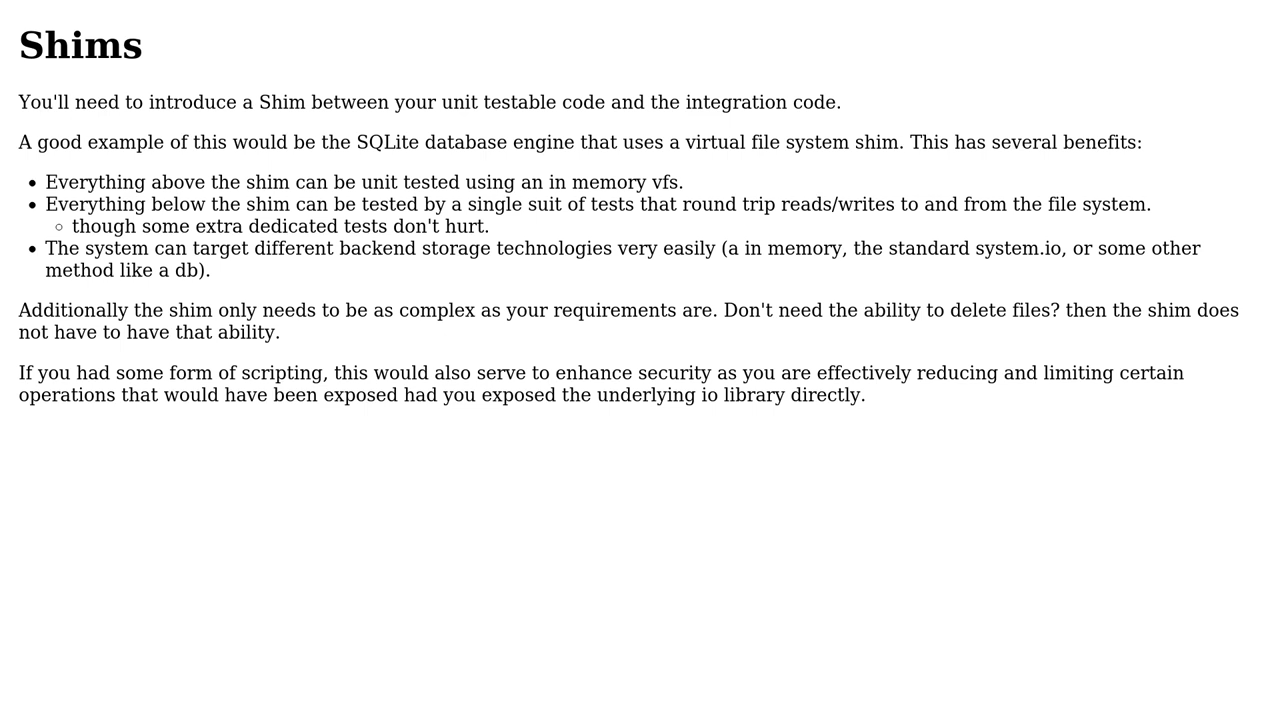 Shims
You'll need to introduce a Shim between your unit testable code and the integration code.
A good example of this would be the SQLite database engine that uses a virtual file system shim. This has several benefits:
Everything above the shim can be unit tested using an in memory vfs.
Everything below the shim can be tested by a single suit of tests that round trip reads/writes to and from the file system.
though some extra dedicated tests don't hurt.
The system can target different backend storage technologies very easily (a in memory, the standard system.io, or some other
method like a db).
Additionally the shim only needs to be as complex as your requirements are. Don't need the ability to delete files? then the shim does
not have to have that ability.
If you had some form of scripting, this would also serve to enhance security as you are effectively reducing and limiting certain
operations that would have been exposed had you exposed the underlying io library directly.